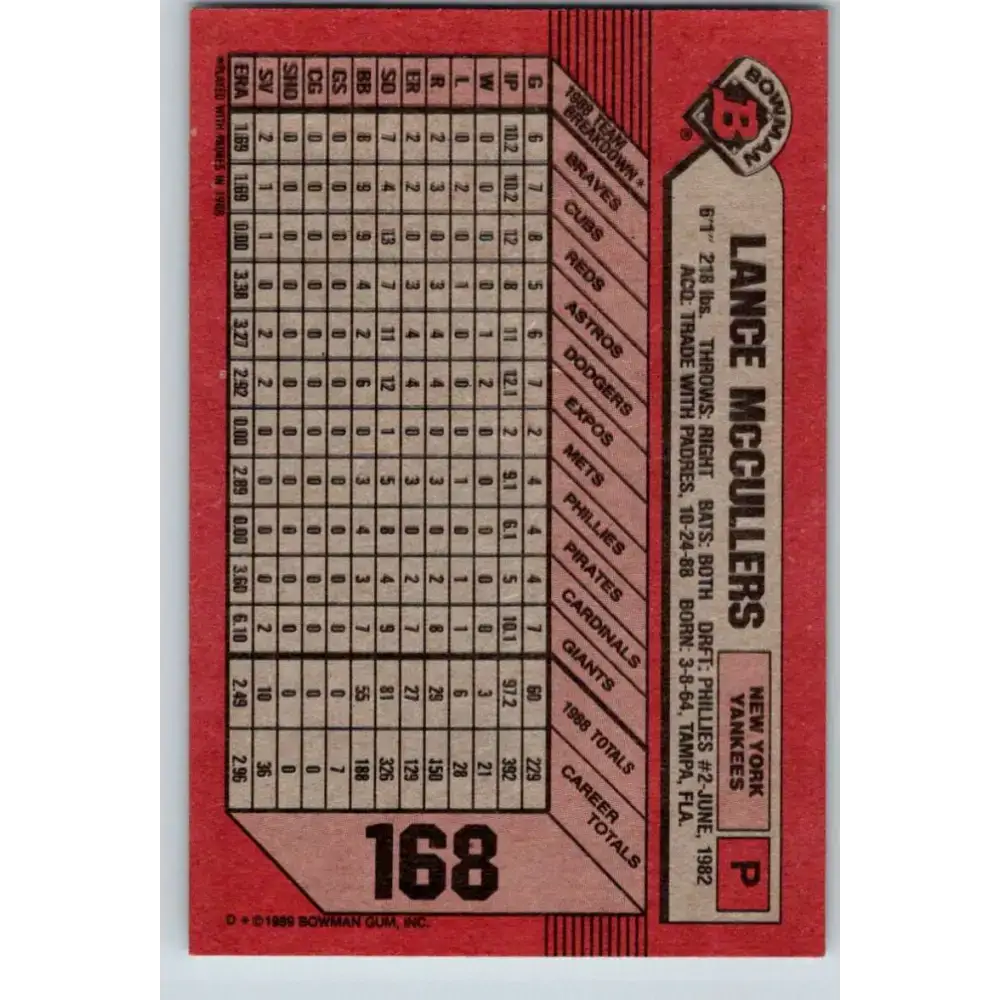 BOWMAN
B
®
LANCE McCULLERS
NEW YORK
YANKEES
P
6'1" 218 lbs. THROWS: RIGHT BATS: BOTH DRFT: PHILLIES #2-JUNE, 1982
ACQ: TRADE WITH PADRES, 10-24-88 BORN: 3-8-64, TAMPA, FLA.
1988 TEAM BREAKDOWN* BRAVES CUBS REDS ASTROS DODGERS EXPOS METS PHILLIES PIRATES CARDINALS GIANTS 1988 TOTALS CAREER TOTALS
G 6 7 8 5 6 7 2 4 4 4 7 60 229
IP 10.2 10.2 12 8 11 12.1 2 9.1 6.1 5 10.1 97.2 392
W 0 0 0 0 1 2 0 0 0 0 0 3 21
L 0 2 0 1 0 0 0 1 0 1 1 6 28
R 2 3 0 3 4 4 0 3 0 2 8 29 150
ER 2 2 0 3 4 4 0 3 0 2 7 27 129
SO 7 4 13 7 11 12 1 5 8 4 9 81 326
BB 8 9 9 4 2 6 0 3 4 3 7 55 188
GS 0 0 0 0 0 0 0 0 0 0 0 0 7
CG 0 0 0 0 0 0 0 0 0 0 0 0 0
SHO 0 0 0 0 0 0 0 0 0 0 0 0 0
SV 2 1 1 0 2 2 0 0 0 0 2 10 36
ERA 1.69 1.69 0.00 3.38 3.27 2.92 0.00 2.89 0.00 3.60 6.10 2.49 2.96
*PLAYED WITH PADRES IN 1988
168
D * © 1989 BOWMAN GUM, INC.